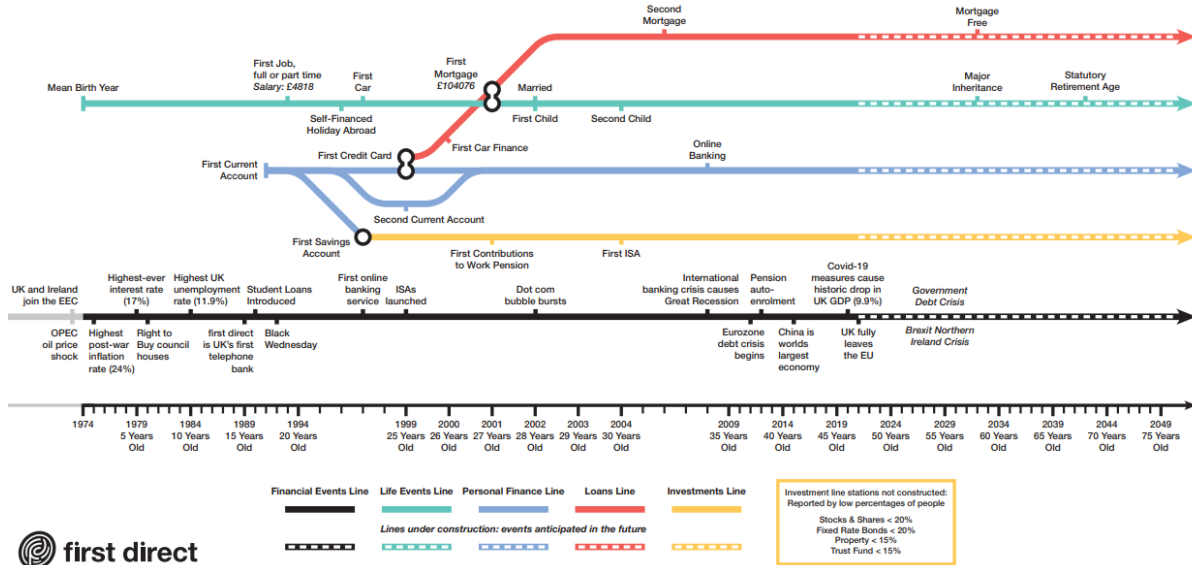 Second
Mortgage
Mortgage
Free
First Job,
full or part time
Salary: £4818
First
Car
First
Mortgage
£104076
Mean Birth Year
Married
Major
Inheritance
Statutory
Retirement Age
Self-Financed
Holiday Abroad
First Child
Second Child
First Credit Card
First Car Finance
Online
Banking
First Current
Account
Second Current Account
First Savings
Account
First Contributions
to Work Pension
First ISA
UK and Ireland
join the EEC
Highest-ever
interest rate
(17%)
Highest UK
unemployment
rate (11.9%)
Student Loans
Introduced
First online
banking
service
ISAs
launched
Dot com
bubble bursts
International
banking crisis causes
Great Recession
Pension
auto-
enrolment
Covid-19
measures cause
historic drop in
UK GDP (9.9%)
Government
Debt Crisis
OPEC
oil price
shock
Highest
post-war
inflation
rate (24%)
Right to
Buy council
houses
first direct
is UK's first
telephone
bank
Black
Wednesday
Eurozone
debt crisis
begins
China is
worlds
largest
economy
UK fully
leaves
the EU
Brexit Northern
Ireland Crisis
1974
1979
5 Years
Old
1984
10 Years
Old
1989
15 Years
Old
1994
20 Years
Old
1999
25 Years
Old
2000
26 Years
Old
2001
27 Years
Old
2002
28 Years
Old
2003
29 Years
Old
2004
30 Years
Old
2009
35 Years
Old
2014
40 Years
Old
2019
45 Years
Old
2024
50 Years
Old
2029
55 Years
Old
2034
60 Years
Old
2039
65 Years
Old
2044
70 Years
Old
2049
75 Years
Old
Financial Events Line
Life Events Line
Personal Finance Line
Loans Line
Investments Line
Lines under construction: events anticipated in the future
Investment line stations not constructed:
Reported by low percentages of people
Stocks & Shares < 20%
Fixed Rate Bonds < 20%
Property < 15%
Trust Fund < 15%
first direct